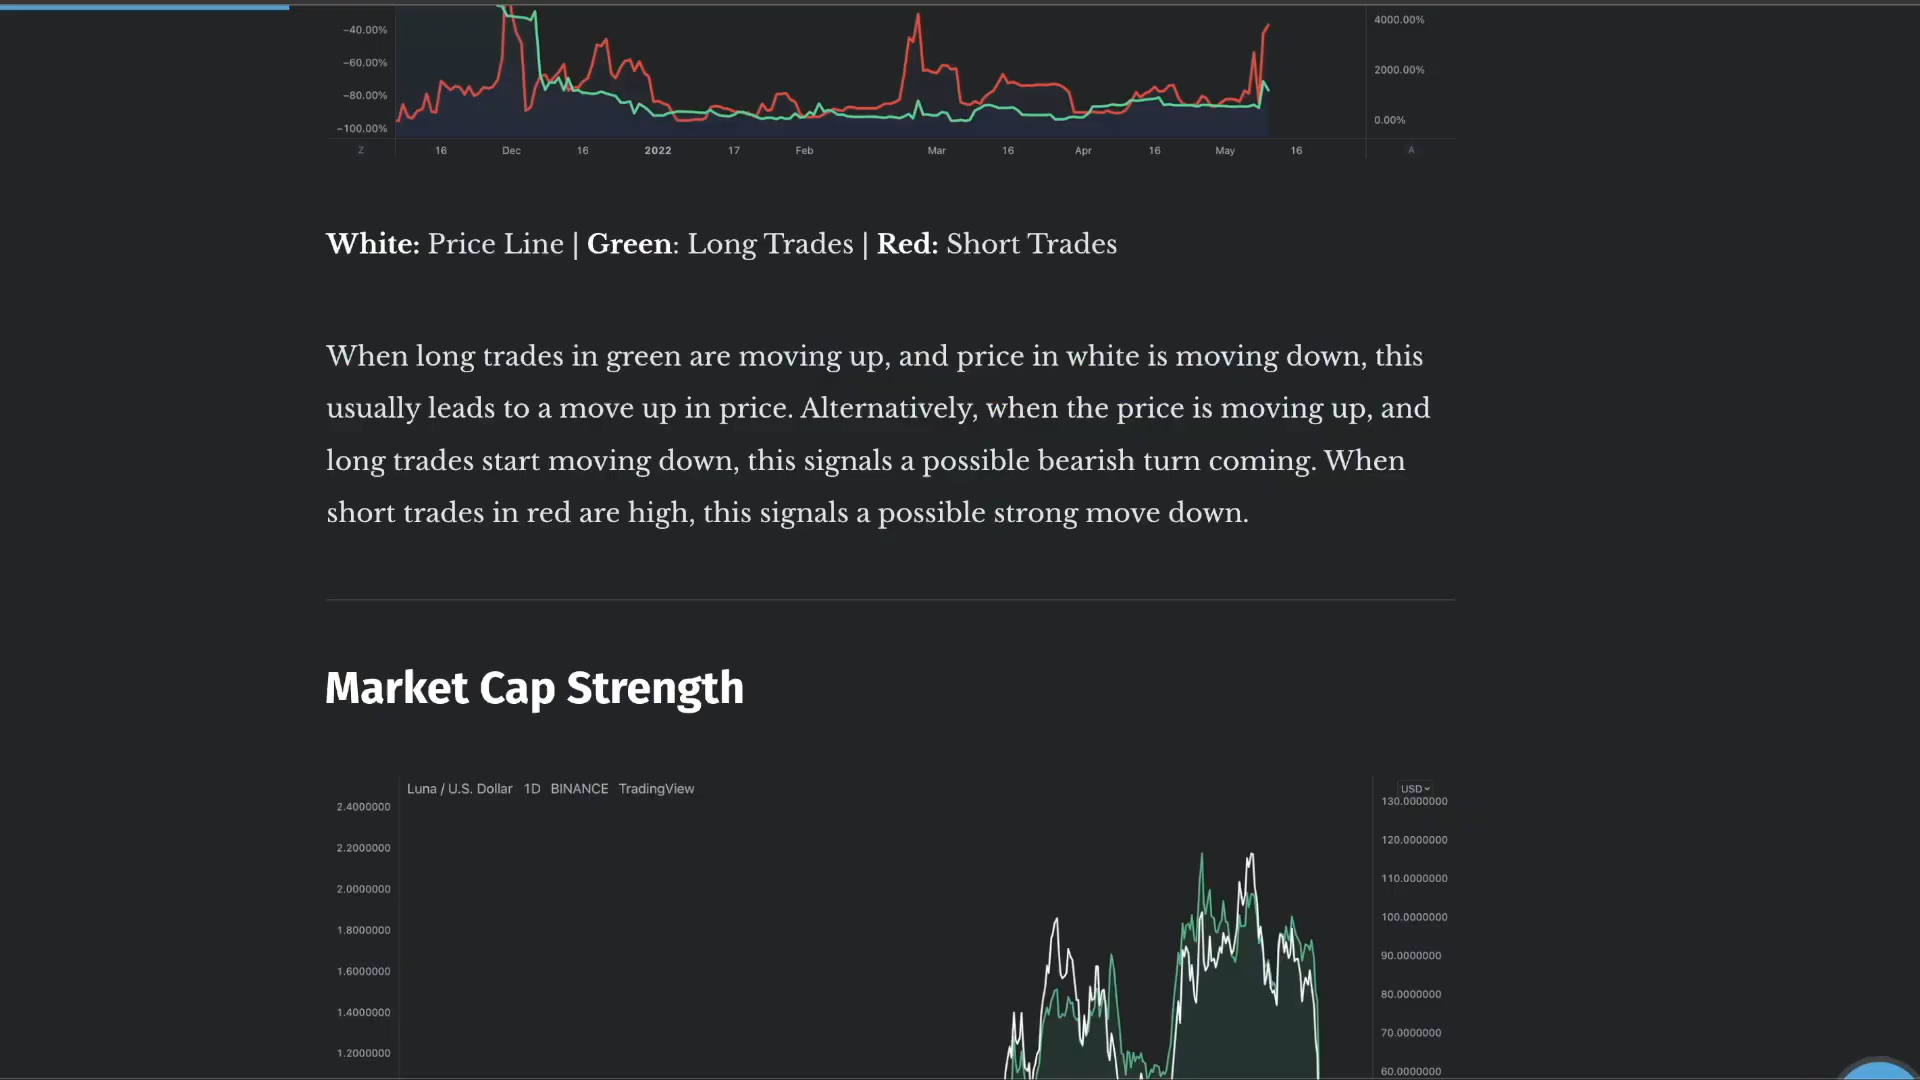 −40.00%
−60.00%
−80.00%
−100.00%
4000.00%
2000.00%
0.00%
Z 16 Dec 16 2022 17 Feb Mar 16 Apr 16 May 16 A
White: Price Line | Green: Long Trades | Red: Short Trades
When long trades in green are moving up, and price in white is moving down, this
usually leads to a move up in price. Alternatively, when the price is moving up, and
long trades start moving down, this signals a possible bearish turn coming. When
short trades in red are high, this signals a possible strong move down.
Market Cap Strength
Luna / U.S. Dollar 1D BINANCE TradingView
USD
2.4000000
2.2000000
2.0000000
1.8000000
1.6000000
1.4000000
1.2000000
130.0000000
120.0000000
110.0000000
100.0000000
90.0000000
80.0000000
70.0000000
60.0000000